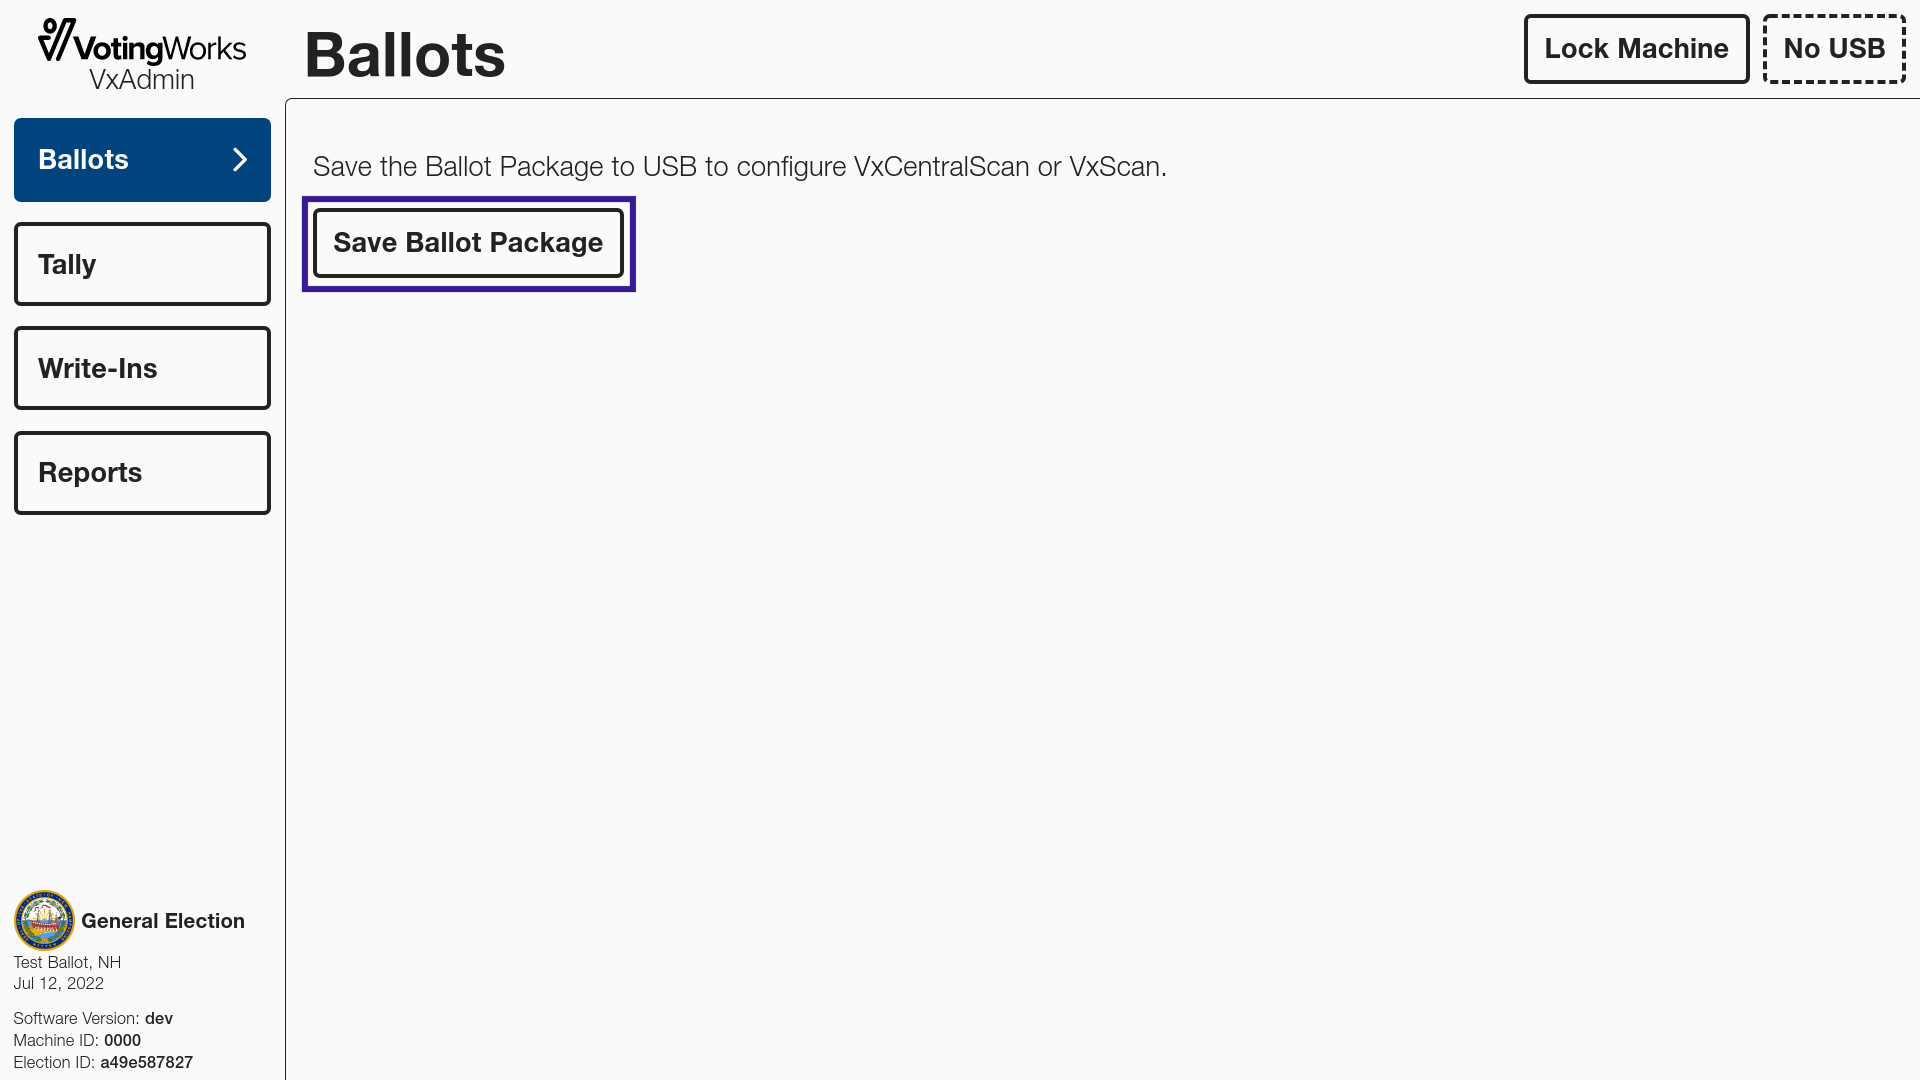 VotingWorks
VxAdmin
Ballots
Lock Machine
No USB
Ballots
Tally
Write-Ins
Reports
Save the Ballot Package to USB to configure VxCentralScan or VxScan.
Save Ballot Package
General Election
Test Ballot, NH
Jul 12, 2022
Software Version: dev
Machine ID: 0000
Election ID: a49e587827